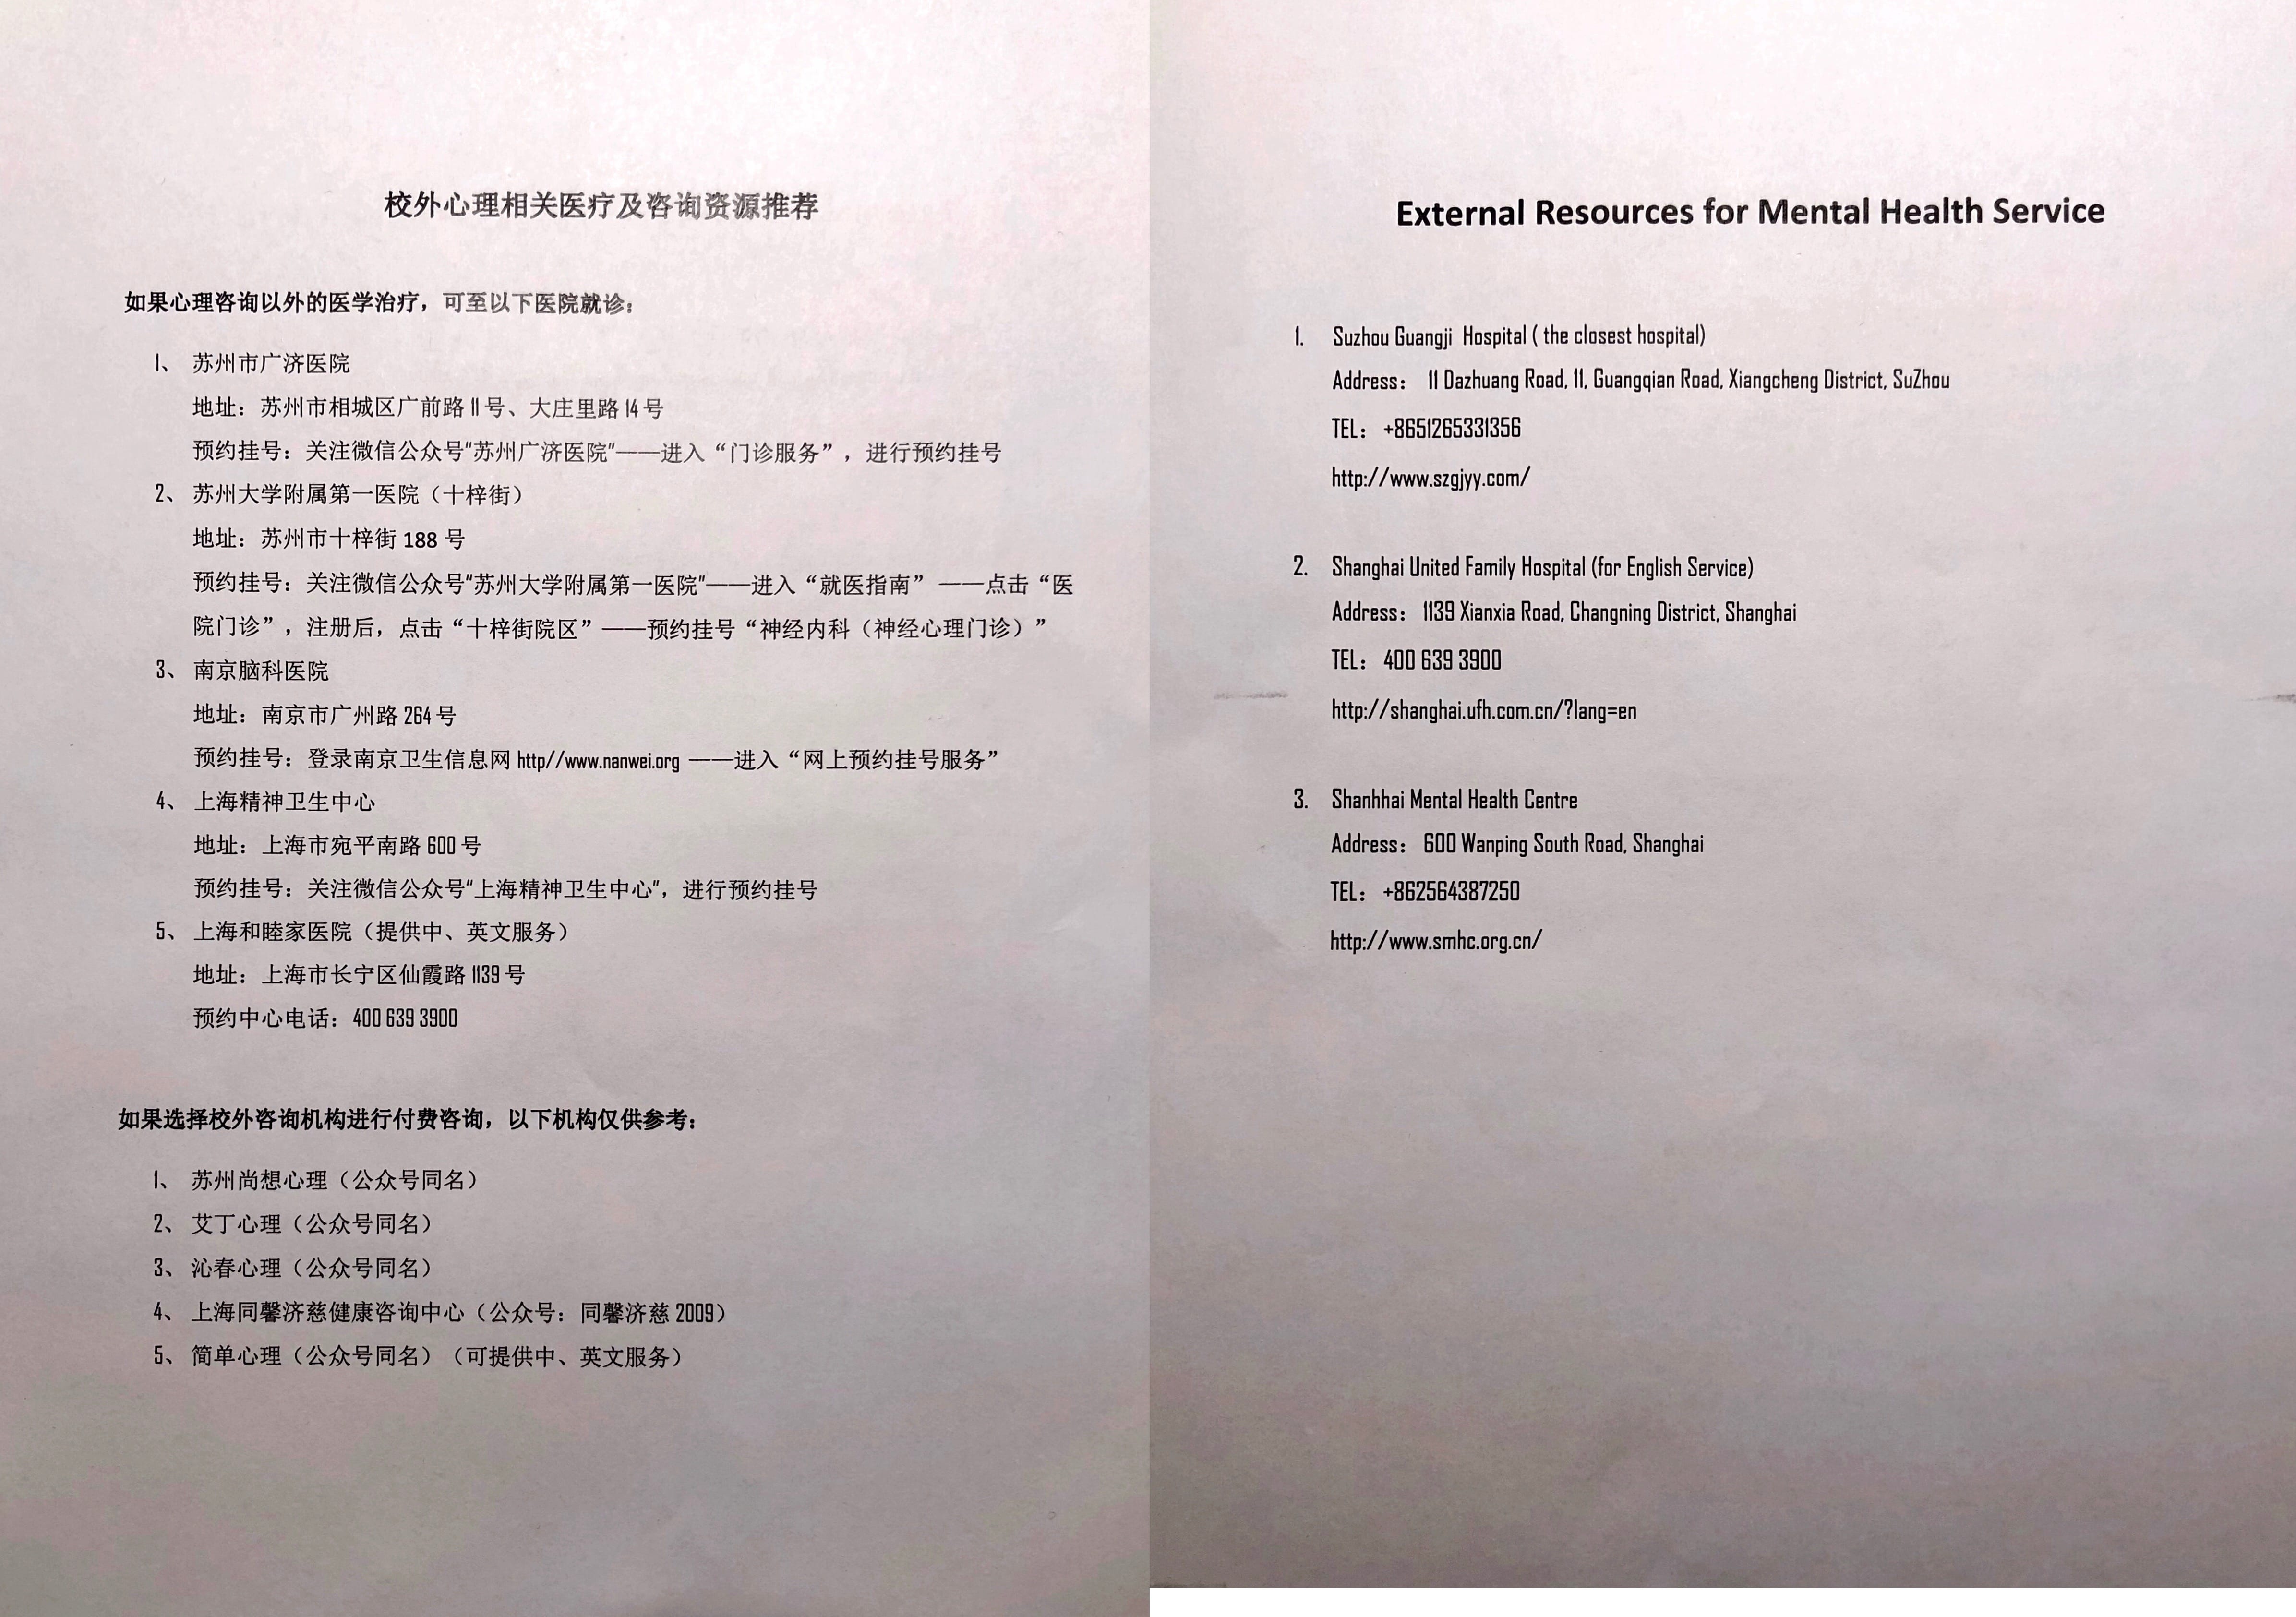 校外心理相关医疗及咨询资源推荐
如果心理咨询以外的医学治疗，可至以下医院就诊：
1、 苏州市广济医院
地址：苏州市相城区广前路 11 号、大庄里路 14 号
预约挂号：关注微信公众号"苏州广济医院"——进入“门诊服务”，进行预约挂号
2、 苏州大学附属第一医院（十梓街）
地址：苏州市十梓街 188 号
预约挂号：关注微信公众号"苏州大学附属第一医院"——进入“就医指南” ——点击“医
院门诊”，注册后，点击“十梓街院区”——预约挂号“神经内科（神经心理门诊）”
3、 南京脑科医院
地址：南京市广州路 264 号
预约挂号：登录南京卫生信息网 http//www.nanwei.org ——进入“网上预约挂号服务”
4、 上海精神卫生中心
地址：上海市宛平南路 600 号
预约挂号：关注微信公众号"上海精神卫生中心"，进行预约挂号
5、 上海和睦家医院（提供中、英文服务）
地址：上海市长宁区仙霞路 1139 号
预约中心电话：400 639 3900
如果选择校外咨询机构进行付费咨询，以下机构仅供参考：
1、 苏州尚想心理（公众号同名）
2、 艾丁心理（公众号同名）
3、 沁春心理（公众号同名）
4、 上海同馨济慈健康咨询中心（公众号：同馨济慈 2009）
5、 简单心理（公众号同名）（可提供中、英文服务）
External Resources for Mental Health Service
1. Suzhou Guangji Hospital ( the closest hospital)
Address： 11 Dazhuang Road, 11, Guangqian Road, Xiangcheng District, SuZhou
TEL： +8651265331356
http://www.szgjyy.com/
2. Shanghai United Family Hospital (for English Service)
Address： 1139 Xianxia Road, Changning District, Shanghai
TEL： 400 639 3900
http://shanghai.ufh.com.cn/?lang=en
3. Shanhhai Mental Health Centre
Address： 600 Wanping South Road, Shanghai
TEL： +862564387250
http://www.smhc.org.cn/